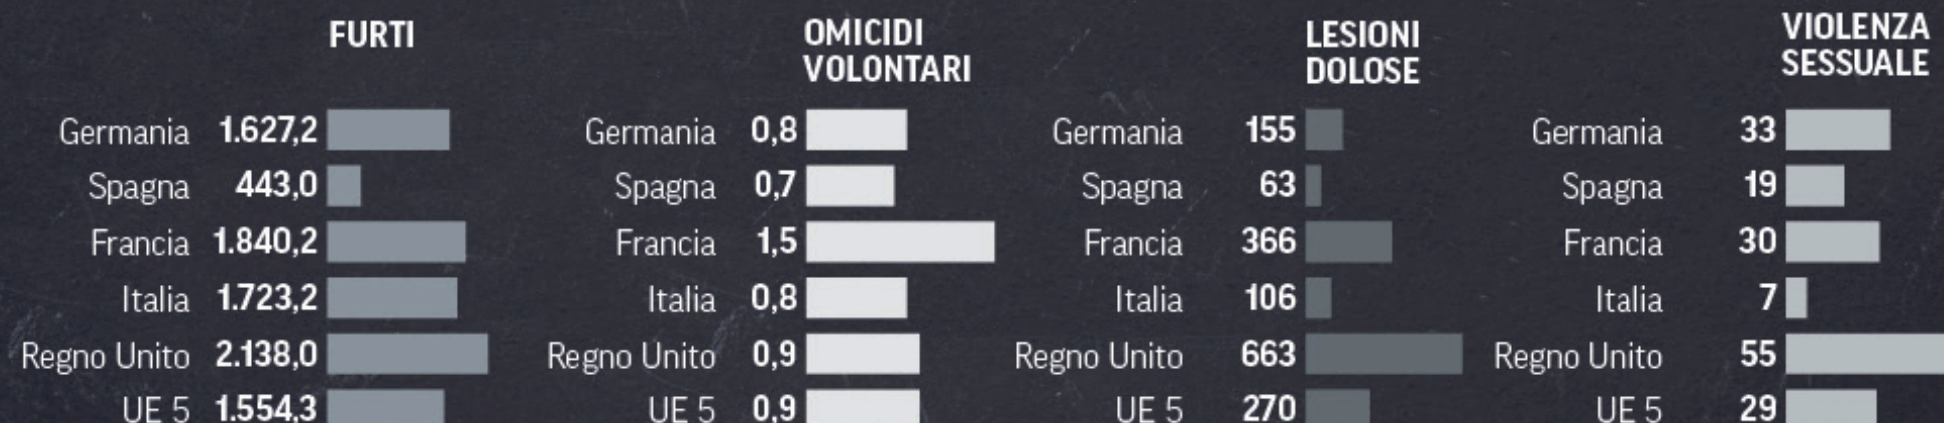 FURTI
Germania 1.627,2
Spagna 443,0
Francia 1.840,2
Italia 1.723,2
Regno Unito 2.138,0
UE 5 1.554,3
OMICIDI
VOLONTARI
Germania 0,8
Spagna 0,7
Francia 1,5
Italia 0,8
Regno Unito 0,9
UE 5 0,9
LESIONI
DOLOSE
Germania 155
Spagna 63
Francia 366
Italia 106
Regno Unito 663
UE 5 270
VIOLENZA
SESSUALE
Germania 33
Spagna 19
Francia 30
Italia 7
Regno Unito 55
UE 5 29